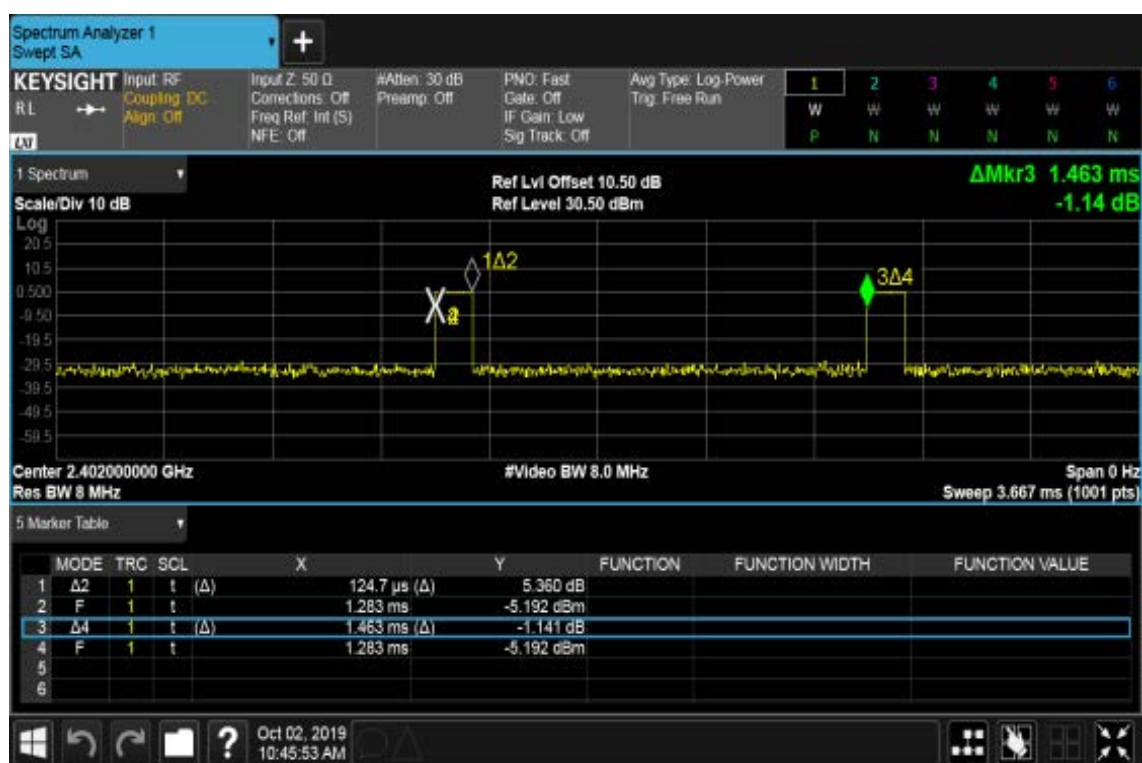 Spectrum Analyzer 1
Swept SA
+
KEYSIGHT Input: RF Input Z: 50 Ω #Atten: 30 dB PNO: Fast Avg Type: Log-Power 1 2 3 4 5 6
RL Coupling: DC Corrections: Off Preamp: Off Gate: Off Trig: Free Run W W W W W W
Align: Off Freq Ref: Int (S) IF Gain: Low P N N N N N
LXI NFE: Off Sig Track: Off
1 Spectrum Ref Lvl Offset 10.50 dB ΔMkr3 1.463 ms
Scale/Div 10 dB Ref Level 30.50 dBm -1.14 dB
Log
20.5
10.5 1Δ2 3Δ4
0.500
-9.50
-19.5
-29.5
-39.5
-49.5
-59.5
Center 2.402000000 GHz #Video BW 8.0 MHz Span 0 Hz
Res BW 8 MHz Sweep 3.667 ms (1001 pts)
5 Marker Table
MODE TRC SCL X Y FUNCTION FUNCTION WIDTH FUNCTION VALUE
1 Δ2 1 t (Δ) 124.7 µs (Δ) 5.360 dB
2 F 1 t 1.283 ms -5.192 dBm
3 Δ4 1 t (Δ) 1.463 ms (Δ) -1.141 dB
4 F 1 t 1.283 ms -5.192 dBm
5
6
? Oct 02, 2019
10:45:53 AM